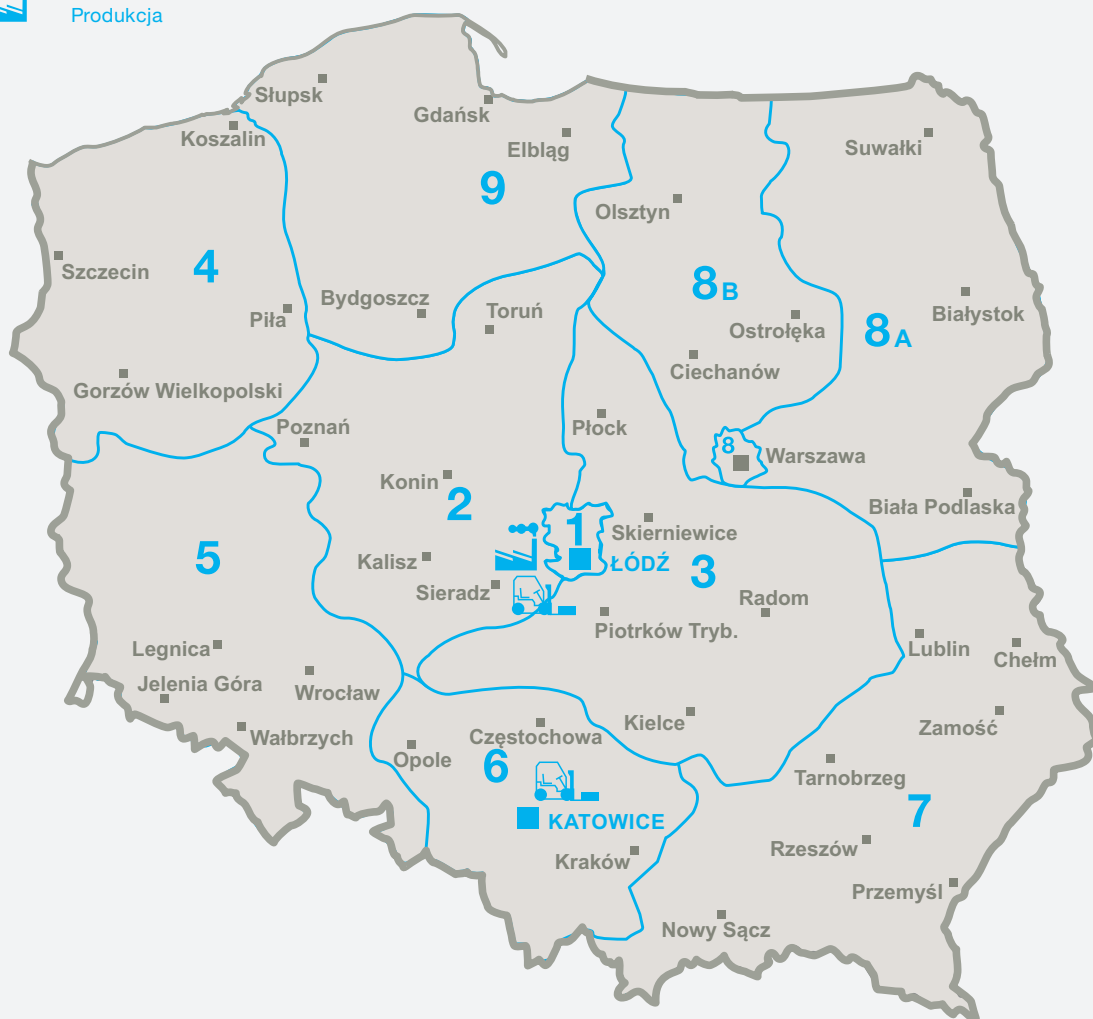 Produkcja
Słupsk
Gdańsk
Koszalin
Elbląg
Suwałki
9
Olsztyn
Szczecin
4
8B
Bydgoszcz
Toruń
Piła
Białystok
Ostrołęka
8A
Ciechanów
Gorzów Wielkopolski
Poznań
Płock
8
Warszawa
Konin
2
Biała Podlaska
1
Skierniewice
5
Kalisz
ŁÓDŹ
3
Sieradz
Radom
Piotrków Tryb.
Legnica
Lublin
Chełm
Jelenia Góra
Wrocław
Kielce
Zamość
Wałbrzych
Częstochowa
Opole
6
Tarnobrzeg
7
KATOWICE
Rzeszów
Kraków
Przemyśl
Nowy Sącz